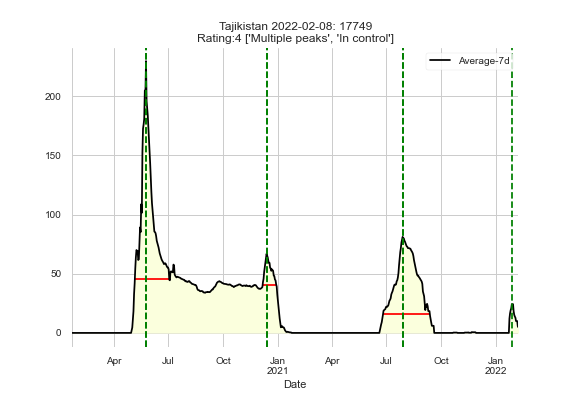 Tajikistan 2022-02-08: 17749
Rating:4 ['Multiple peaks', 'In control']
Average-7d
200
150
100
50
0
Apr Jul Oct Jan Apr Jul Oct Jan
2021 2022
Date